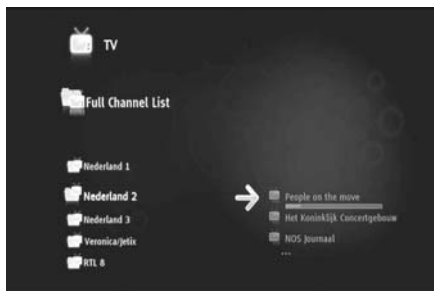 TV
Full Channel List
Nederland 1
Nederland 2
Nederland 3
Veronica/Jetix
RTL 8
People on the move
Het Koninklijk Concertgebouw
NOS Journaal
...